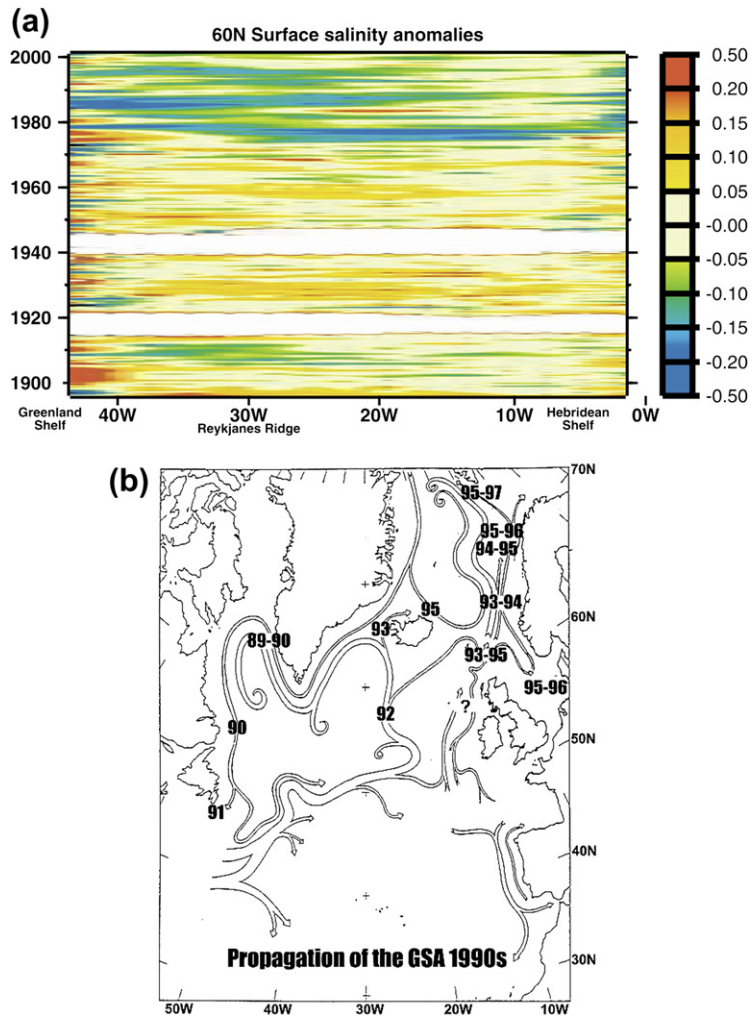 (a)
60N Surface salinity anomalies
2000
1980
1960
1940
1920
1900
0.50
0.20
0.15
0.10
0.05
-0.00
-0.05
-0.10
-0.15
-0.20
-0.50
Greenland
Shelf
40W
30W
Reykjanes Ridge
20W
10W
Hebridean
Shelf
0W
(b)
70N
95-97
95-96
94-95
60N
95
93-94
93
89-90
93-95
95-96
?
92
90
50N
91
40N
Propagation of the GSA 1990s
30N
50W
40W
30W
20W
10W